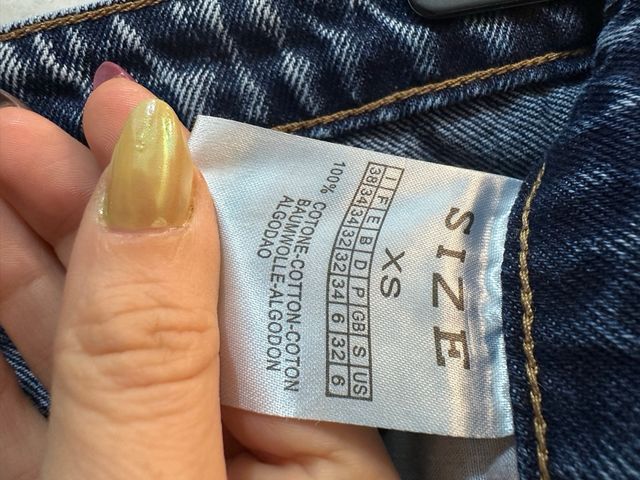 SIZE
XS
I F E B D P GB S US
38 34 34 32 32 34 6 32 6
100% COTONE-COTTON-COTON
BAUMWOLLE-ALGODON
ALGODAO